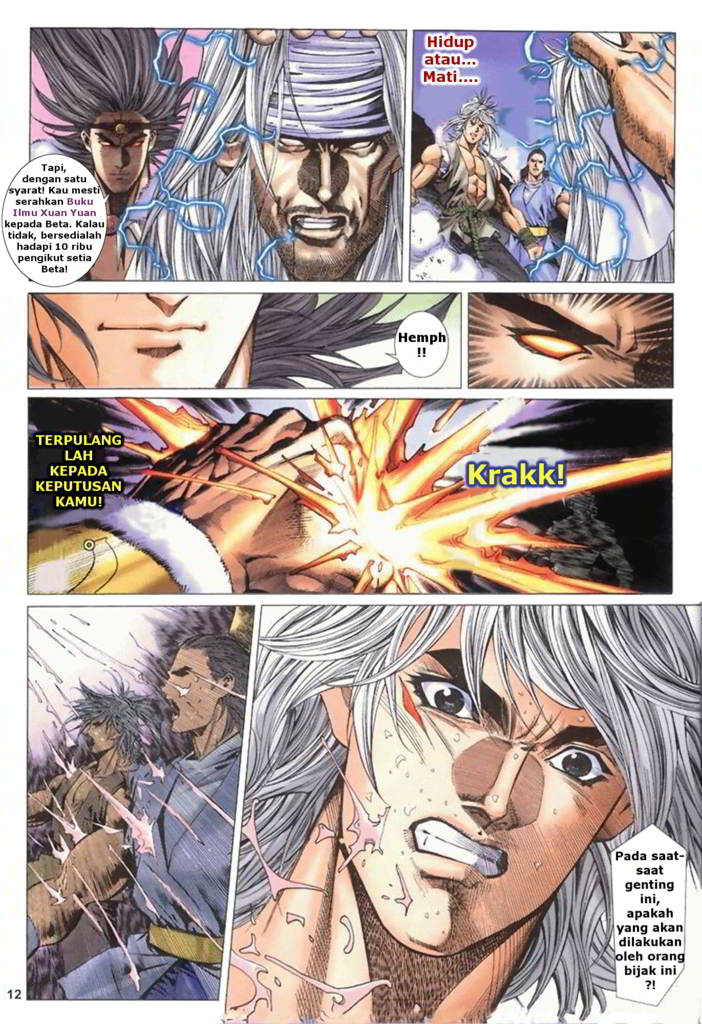 Tapi,
dengan satu
syarat! Kau mesti
serahkan Buku
Ilmu Xuan Yuan
kepada Beta. Kalau
tidak, bersedialah
hadapi 10 ribu
pengikut setia
Beta!
Hidup
atau...
Mati....
Hemph
!!
TERPULANG
LAH
KEPADA
KEPUTUSAN
KAMU!
Krakk!
Pada saat-
saat
genting
ini,
apakah
yang akan
dilakukan
oleh orang
bijak ini
?!
12